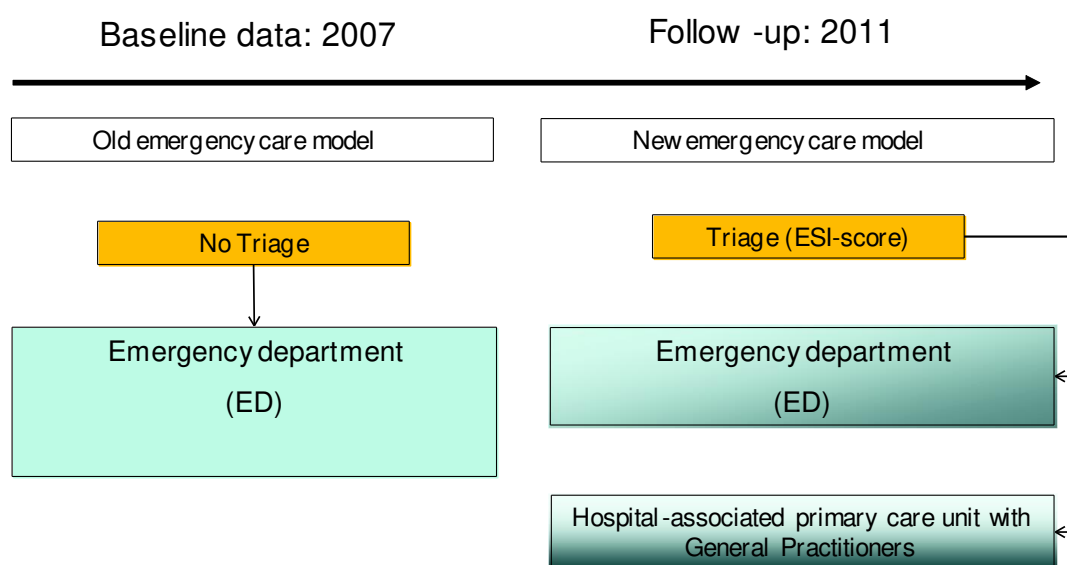 Baseline data: 2007
Follow -up: 2011
Old emergency care model
New emergency care model
No Triage
Triage (ESI-score)
Emergency department
(ED)
Emergency department
(ED)
Hospital-associated primary care unit with
General Practitioners